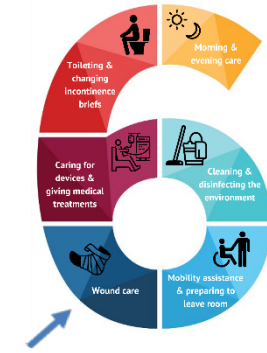 Toileting &
changing
incontinence
briefs
Morning &
evening care
Caring for
devices &
giving medical
treatments
Cleaning &
disinfecting the
environment
Wound care
Mobility assistance
& preparing to
leave room